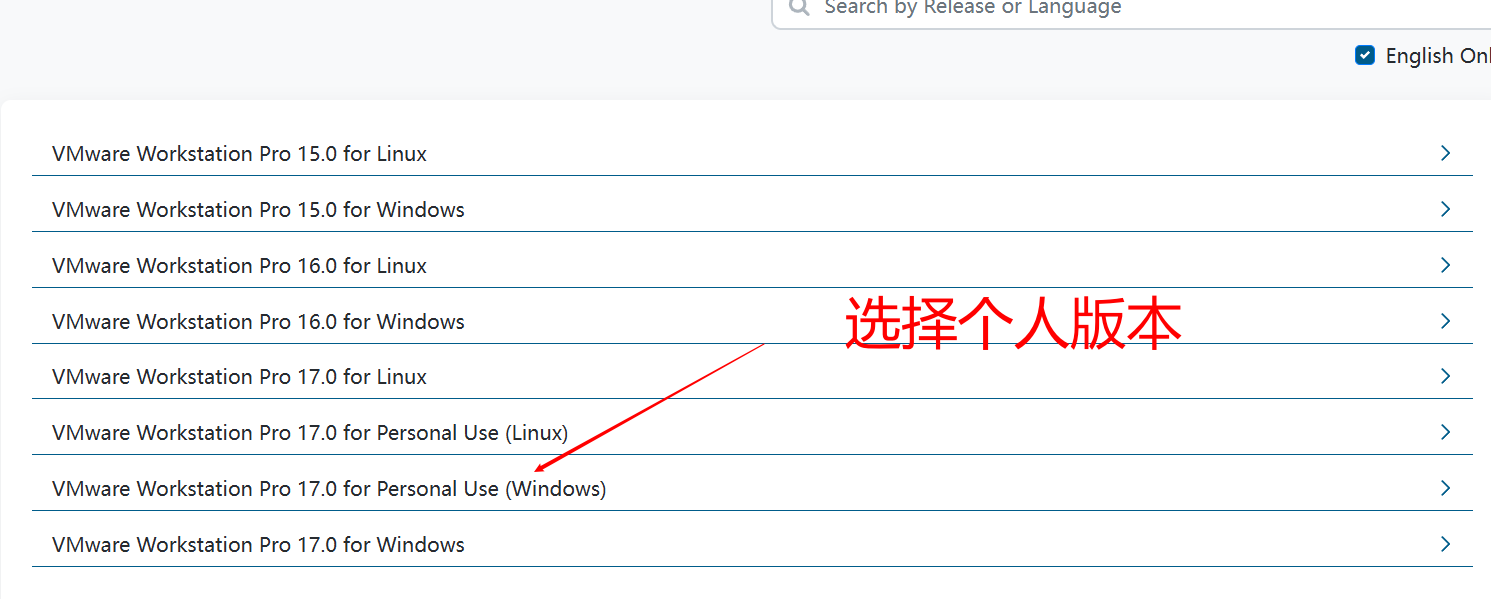 Search by Release or Language
English Onl
VMware Workstation Pro 15.0 for Linux
VMware Workstation Pro 15.0 for Windows
VMware Workstation Pro 16.0 for Linux
VMware Workstation Pro 16.0 for Windows
选择个人版本
VMware Workstation Pro 17.0 for Linux
VMware Workstation Pro 17.0 for Personal Use (Linux)
VMware Workstation Pro 17.0 for Personal Use (Windows)
VMware Workstation Pro 17.0 for Windows